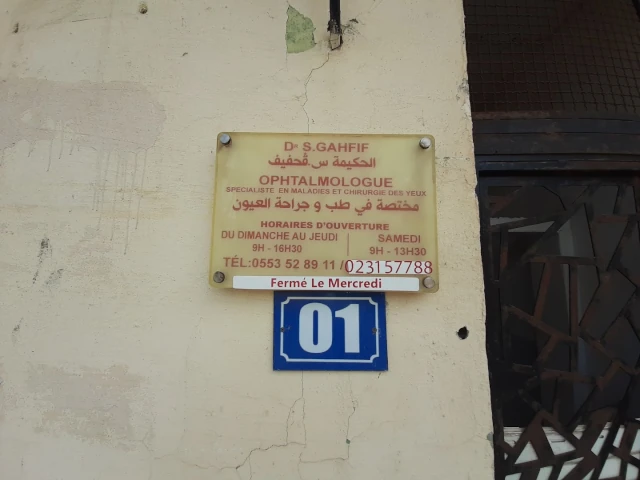 Dr S.GAHFIF
الحكيمة س.ڤحفيف
OPHTALMOLOGUE
SPECIALISTE EN MALADIES ET CHIRURGIE DES YEUX
مختصة في طب و جراحة العيون
HORAIRES D'OUVERTURE
DU DIMANCHE AU JEUDI
9H - 16H30
SAMEDI
9H - 13H30
TÉL:0553 52 89 11 /023157788
Fermé Le Mercredi
01